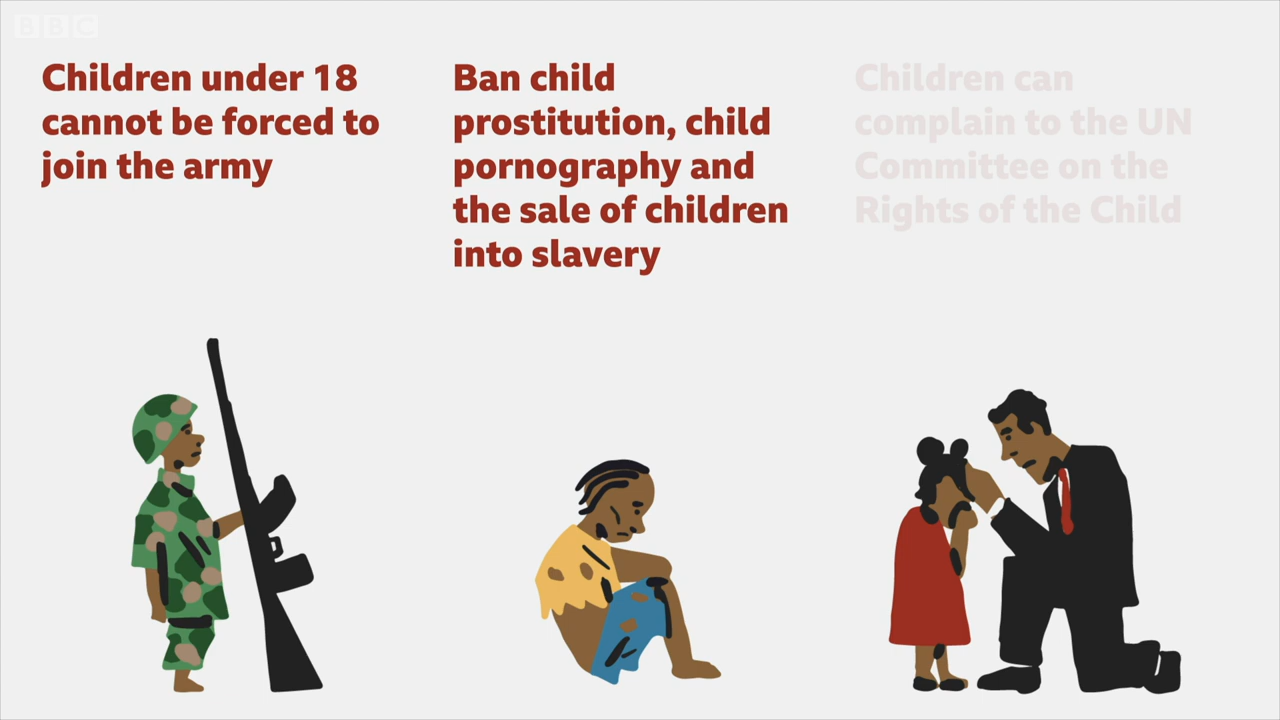 BBC
Children under 18
cannot be forced to
join the army
Ban child
prostitution, child
pornography and
the sale of children
into slavery
Children can
complain to the UN
Committee on the
Rights of the Child